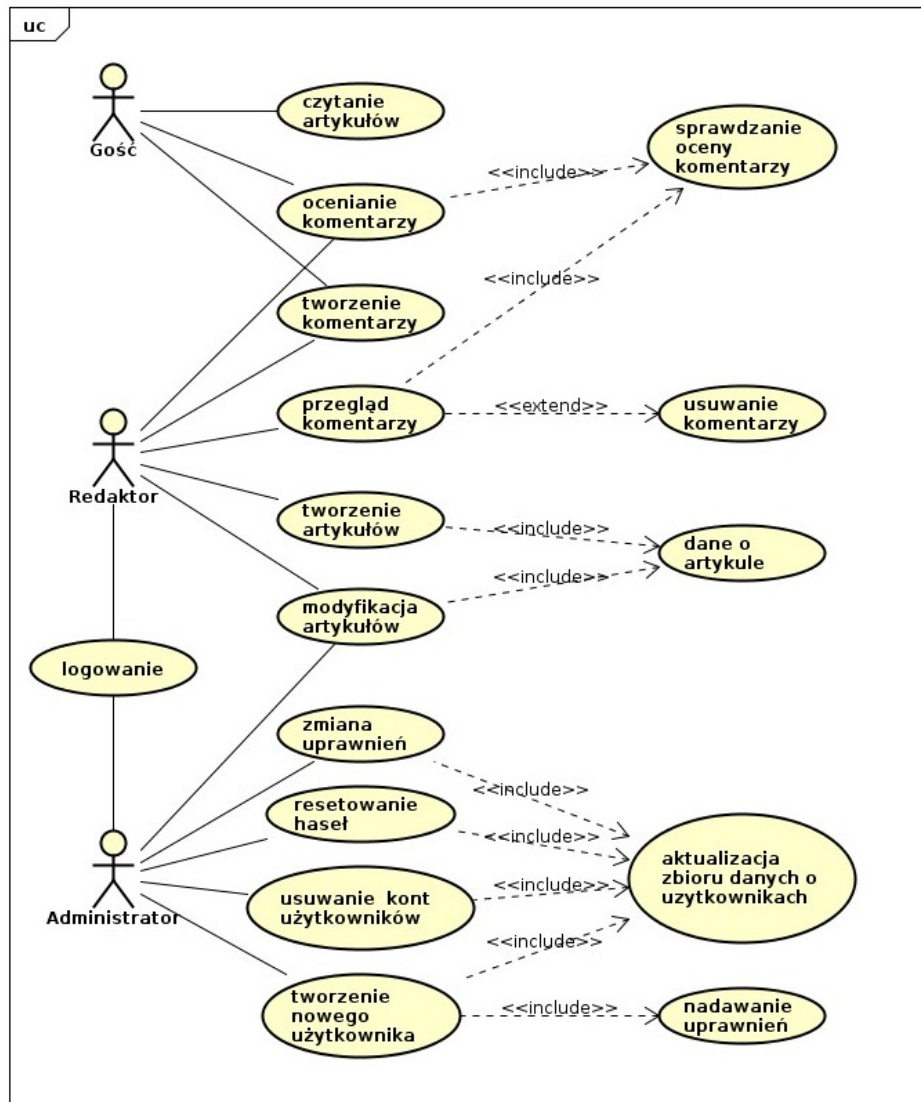 uc
Gość
czytanie
artykułów
sprawdzanie
oceny
komentarzy
<<include>>
ocenianie
komentarzy
<<include>>
tworzenie
komentarzy
przegląd
komentarzy
<<extend>>
usuwanie
komentarzy
Redaktor
tworzenie
artykułów
<<include>>
dane o
artykule
<<include>>
modyfikacja
artykułów
logowanie
zmiana
uprawnień
<<include>>
resetowanie
haseł
<<include>>
aktualizacja
zbioru danych o
uzytkownikach
Administrator
usuwanie kont
użytkowników
<<include>>
<<include>>
tworzenie
nowego
użytkownika
<<include>>
nadawanie
uprawnień